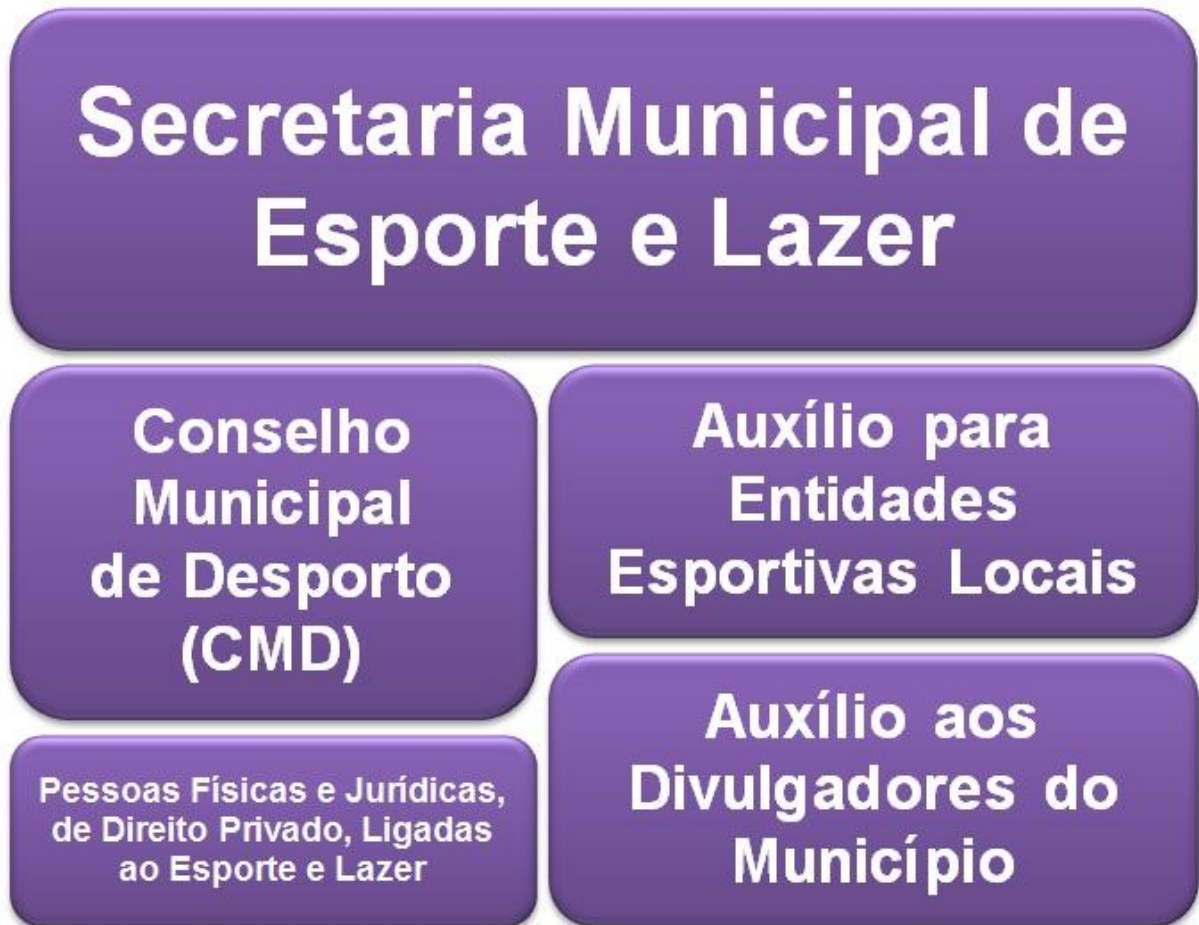 Secretaria Municipal de
Esporte e Lazer
Conselho
Municipal
de Desporto
(CMD)
Pessoas Físicas e Jurídicas,
de Direito Privado, Ligadas
ao Esporte e Lazer
Auxílio para
Entidades
Esportivas Locais
Auxílio aos
Divulgadores do
Município